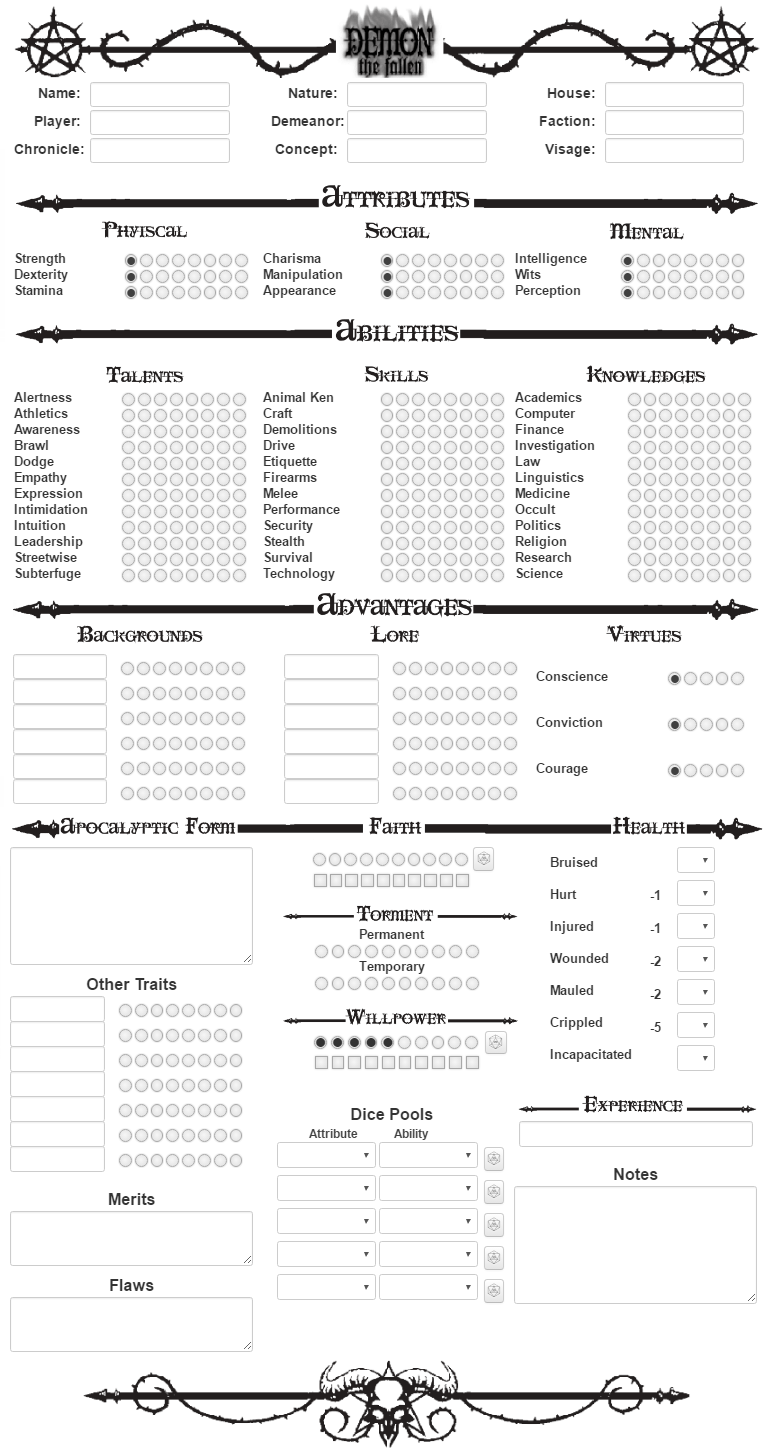 DEMON
the fallen
Name: Nature: House:
Player: Demeanor: Faction:
Chronicle: Concept: Visage:
Attributes
Phyiscal Social Mental
Strength Charisma Intelligence
Dexterity Manipulation Wits
Stamina Appearance Perception
Abilities
Talents Skills Knowledges
Alertness Animal Ken Academics
Athletics Craft Computer
Awareness Demolitions Finance
Brawl Drive Investigation
Dodge Etiquette Law
Empathy Firearms Linguistics
Expression Melee Medicine
Intimidation Performance Occult
Intuition Security Politics
Leadership Stealth Religion
Streetwise Survival Research
Subterfuge Technology Science
Advantages
Backgrounds Lore Virtues
Conscience
Conviction
Courage
Apocalyptic Form Faith Health
Bruised
Hurt -1
Injured -1
Wounded -2
Mauled -2
Crippled -5
Incapacitated
Torment
Permanent
Temporary
Willpower
Other Traits
Experience
Dice Pools
Attribute Ability
Notes
Merits
Flaws